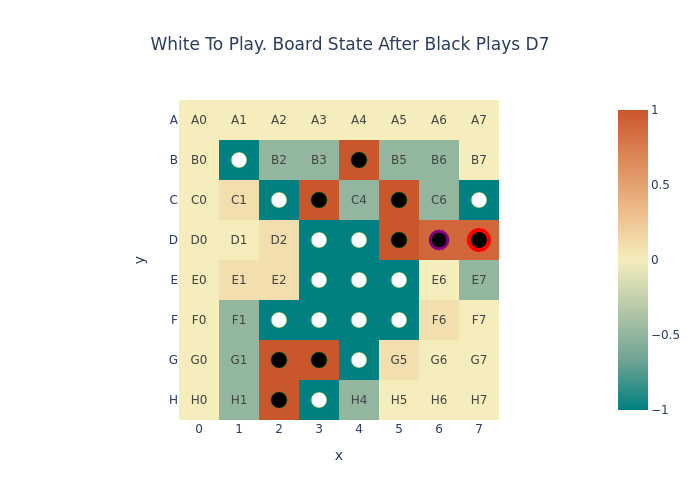 White To Play. Board State After Black Plays D7
A A0 A1 A2 A3 A4 A5 A6 A7
B B0 B2 B3 B5 B6 B7
C C0 C1 C4 C6
D D0 D1 D2
E E0 E1 E2 E6 E7
F F0 F1 F6 F7
G G0 G1 G5 G6 G7
H H0 H1 H4 H5 H6 H7
0 1 2 3 4 5 6 7
x
y
1
0.5
0
−0.5
−1